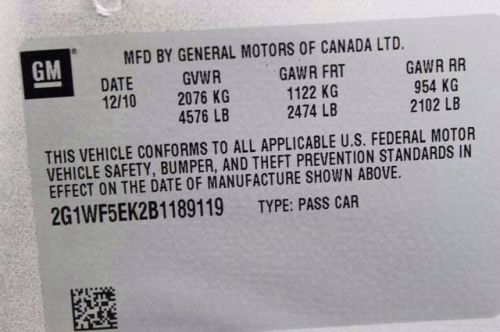 GM
MFD BY GENERAL MOTORS OF CANADA LTD.
DATE GVWR GAWR FRT GAWR RR
12/10 2076 KG 1122 KG 954 KG
4576 LB 2474 LB 2102 LB
THIS VEHICLE CONFORMS TO ALL APPLICABLE U.S. FEDERAL MOTOR
VEHICLE SAFETY, BUMPER, AND THEFT PREVENTION STANDARDS IN
EFFECT ON THE DATE OF MANUFACTURE SHOWN ABOVE.
2G1WF5EK2B1189119 TYPE: PASS CAR